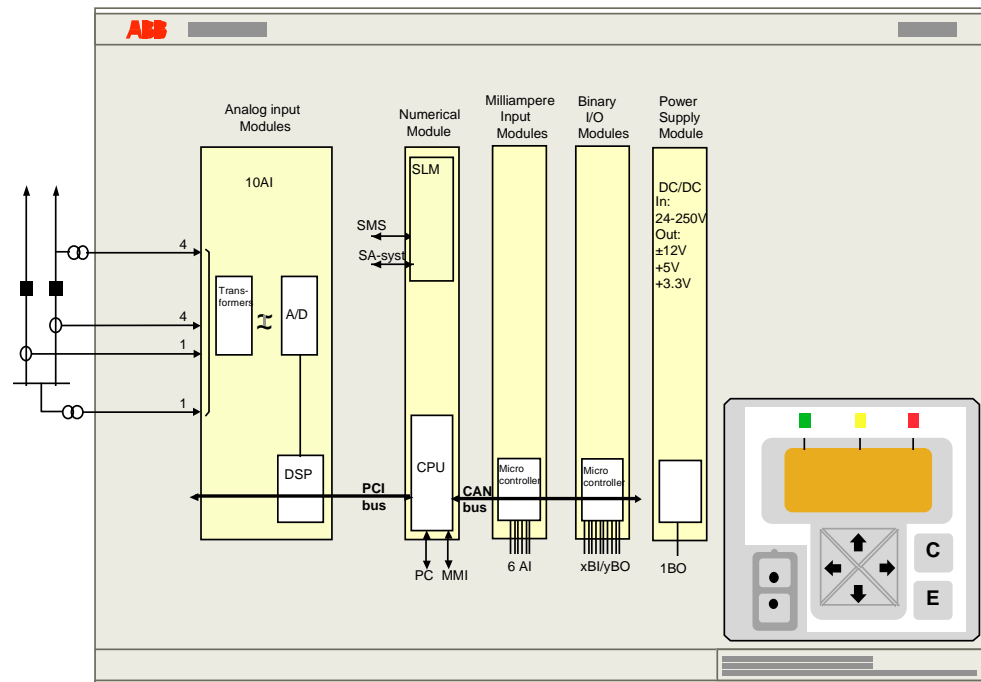 ABB
Analog input
Modules
Numerical
Module
Milliampere
Input
Modules
Binary
I/O
Modules
Power
Supply
Module
10AI
SLM
DC/DC
In:
24-250V
Out:
±12V
+5V
+3.3V
SMS
SA-syst
4
4
1
1
Trans-
formers
A/D
DSP
PCI
bus
CPU
CAN
bus
Micro
controller
Micro
controller
PC
MMI
6 AI
xBI/yBO
1BO
C
E